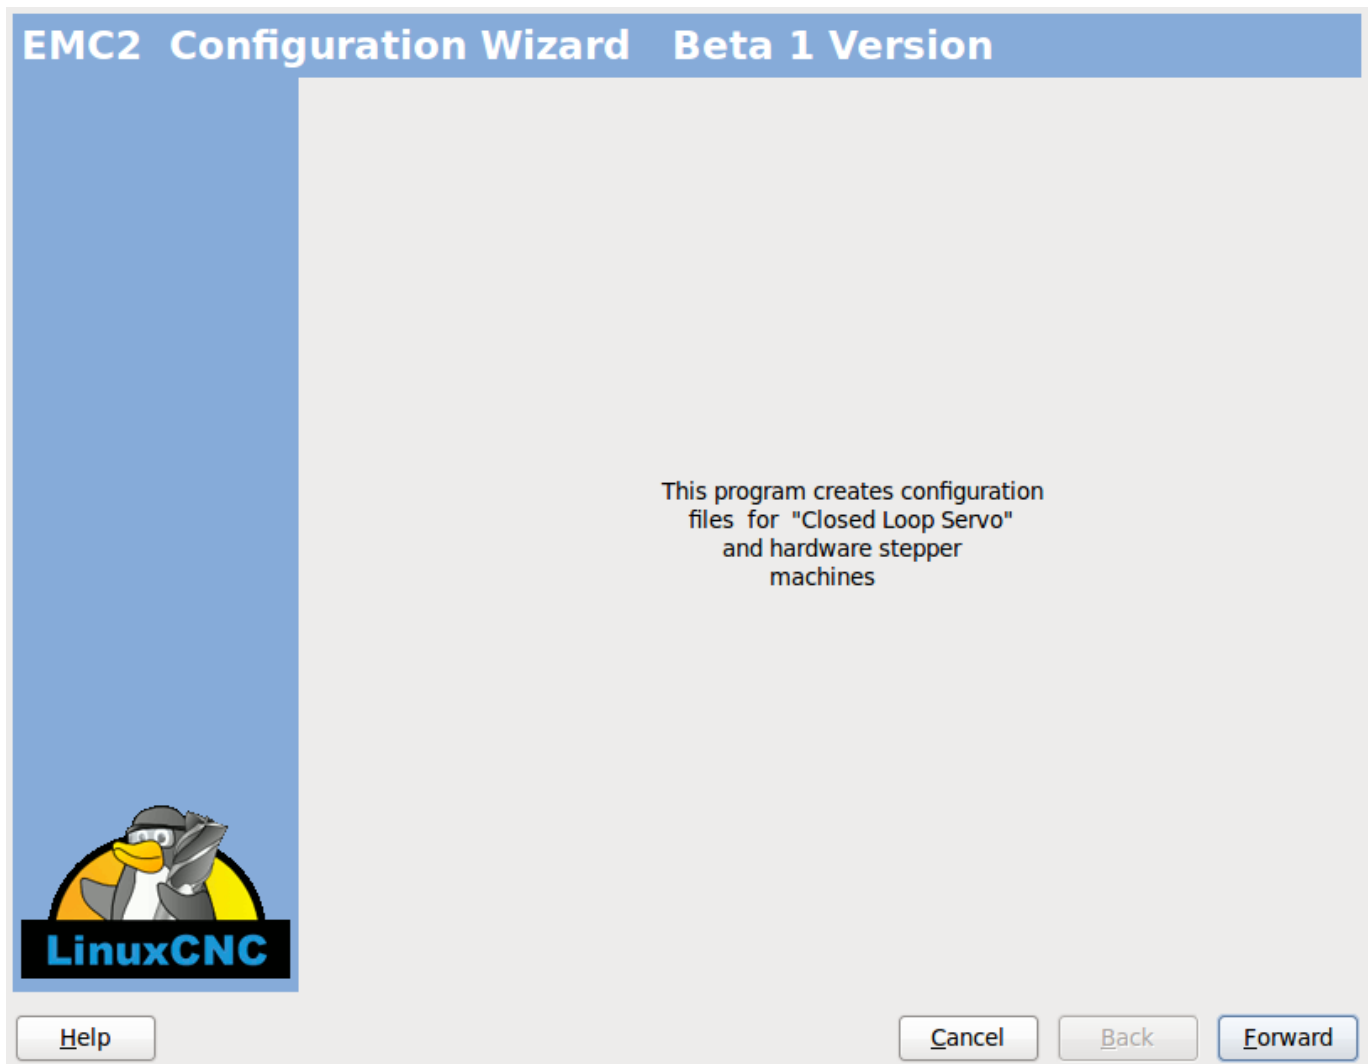 EMC2  Configuration Wizard   Beta 1 Version
This program creates configuration
files  for  "Closed Loop Servo"
and hardware stepper
machines
LinuxCNC
Help
Cancel
Back
Forward